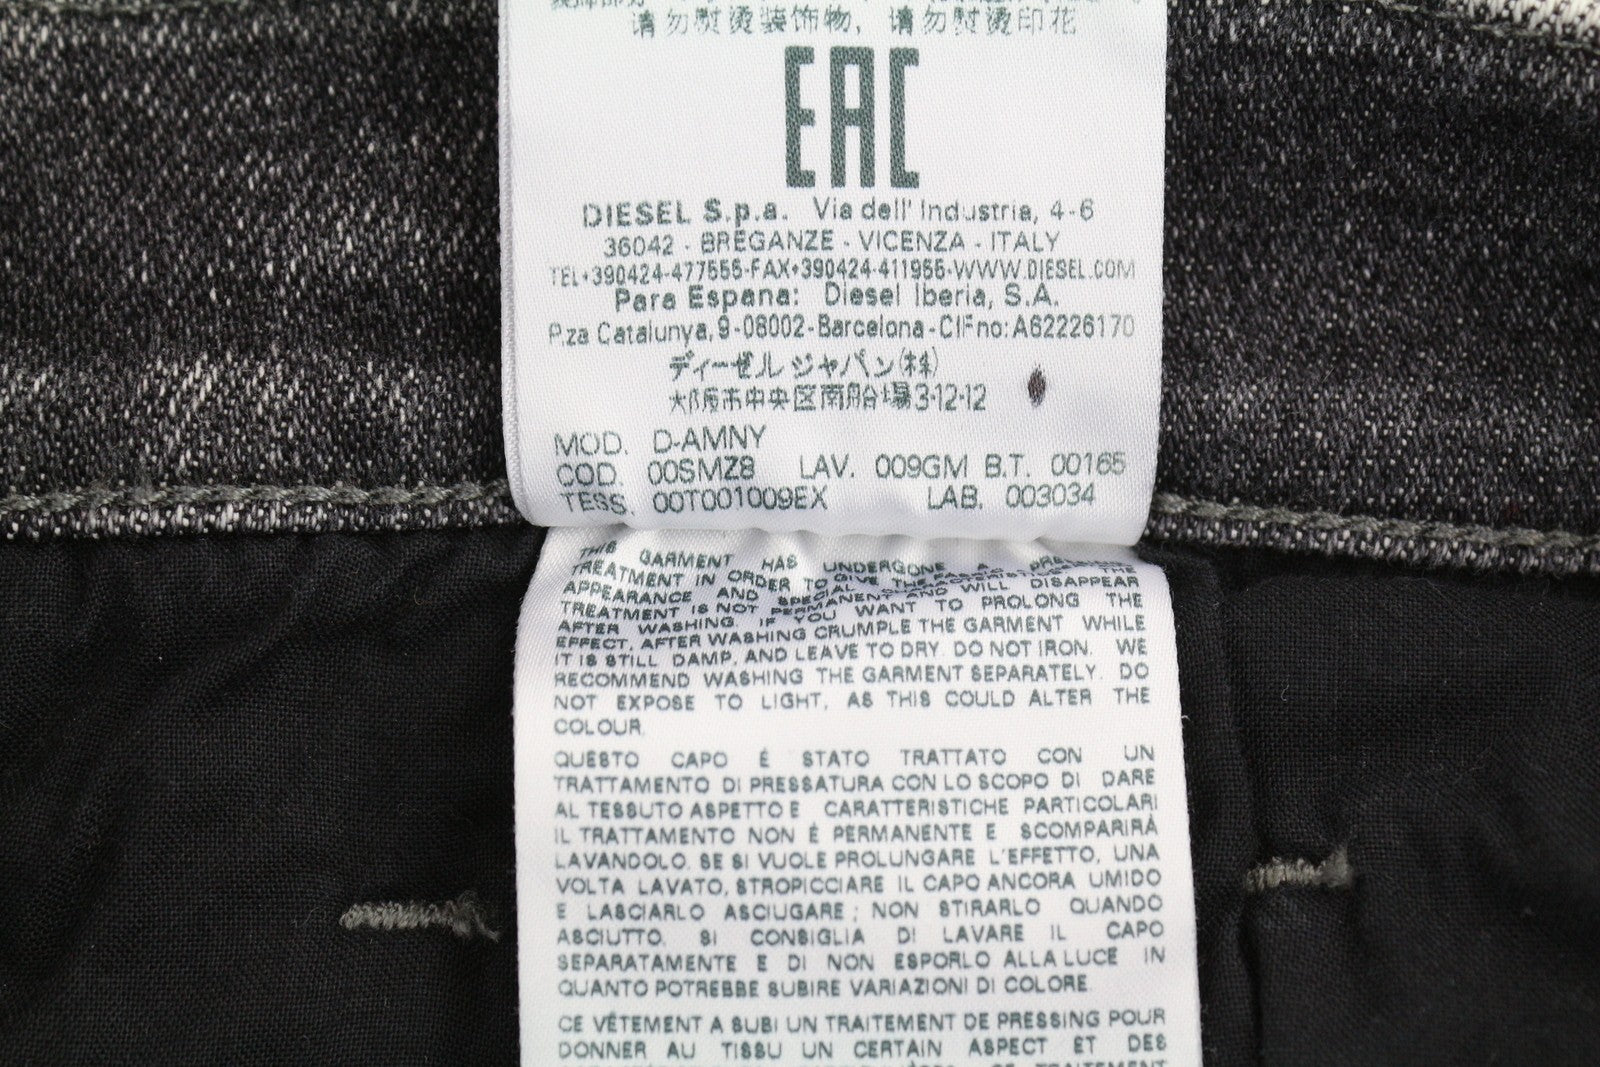 请勿熨烫装饰物，请勿熨烫印花
EAC
DIESEL S.p.a. Via dell' Industria, 4-6
36042 - BREGANZE - VICENZA - ITALY
TEL+390424-477555-FAX+390424-411955-WWW.DIESEL.COM
Para Espana: Diesel Iberia, S.A.
P.za Catalunya, 9-08002-Barcelona-CIFno: A62226170
ディーゼルジャパン(株)
大阪市中央区南船場3-12-12
MOD. D-AMNY
COD. 00SMZ8 LAV. 009GM B.T. 00165
TESS. 00T001009EX LAB. 003034
THIS GARMENT HAS UNDERGONE A
TREATMENT IN ORDER TO GIVE THE FABRIC THE
APPEARANCE AND SPECIAL CHARACTERISTICS.
TREATMENT IS NOT PERMANENT AND WILL DISAPPEAR
AFTER WASHING. IF YOU WANT TO PROLONG THE
EFFECT, AFTER WASHING CRUMPLE THE GARMENT WHILE
IT IS STILL DAMP, AND LEAVE TO DRY. DO NOT IRON. WE
RECOMMEND WASHING THE GARMENT SEPARATELY. DO
NOT EXPOSE TO LIGHT, AS THIS COULD ALTER THE
COLOUR.
QUESTO CAPO È STATO TRATTATO CON UN
TRATTAMENTO DI PRESSATURA CON LO SCOPO DI DARE
AL TESSUTO ASPETTO E CARATTERISTICHE PARTICOLARI
IL TRATTAMENTO NON È PERMANENTE E SCOMPARIRÀ
LAVANDOLO. SE SI VUOLE PROLUNGARE L'EFFETTO, UNA
VOLTA LAVATO, STROPICCIARE IL CAPO ANCORA UMIDO
E LASCIARLO ASCIUGARE; NON STIRARLO QUANDO
ASCIUTTO. SI CONSIGLIA DI LAVARE IL CAPO
SEPARATAMENTE E DI NON ESPORLO ALLA LUCE IN
QUANTO POTREBBE SUBIRE VARIAZIONI DI COLORE.
CE VÊTEMENT A SUBI UN TRAITEMENT DE PRESSING POUR
DONNER AU TISSU UN CERTAIN ASPECT ET DES